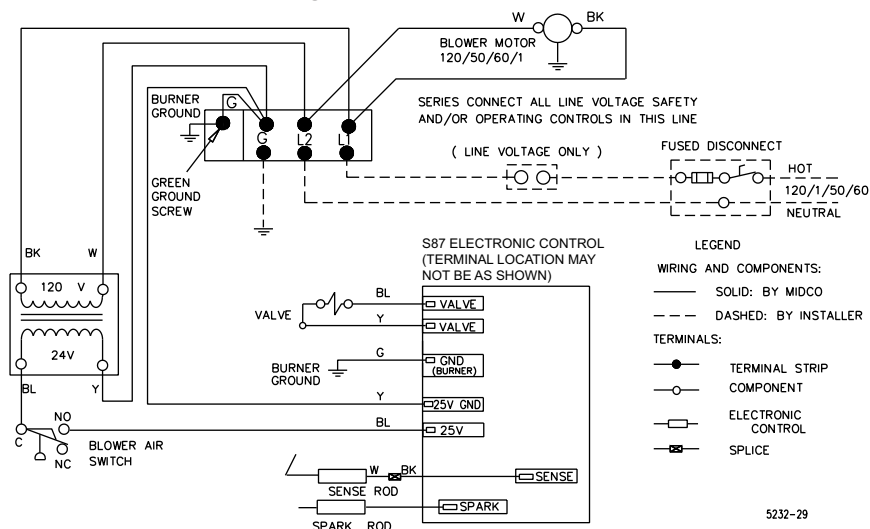 W
BK
BLOWER MOTOR
120/50/60/1
BURNER
GROUND
G
G
L2
L1
GREEN
GROUND
SCREW
SERIES CONNECT ALL LINE VOLTAGE SAFETY
AND/OR OPERATING CONTROLS IN THIS LINE
( LINE VOLTAGE ONLY )
FUSED DISCONNECT
HOT
120/1/50/60
NEUTRAL
BK
W
120 V
24V
BL
Y
C
NO
NC
BLOWER AIR
SWITCH
S87 ELECTRONIC CONTROL
(TERMINAL LOCATION MAY
NOT BE AS SHOWN)
VALVE
BL
VALVE
Y
VALVE
BURNER
GROUND
G
GND
(BURNER)
Y
25V GND
BL
25V
W
BK
SENSE
SENSE ROD
SPARK
SPARK ROD
LEGEND
WIRING AND COMPONENTS:
SOLID: BY MIDCO
DASHED: BY INSTALLER
TERMINALS:
TERMINAL STRIP
COMPONENT
ELECTRONIC
CONTROL
SPLICE
5232-29